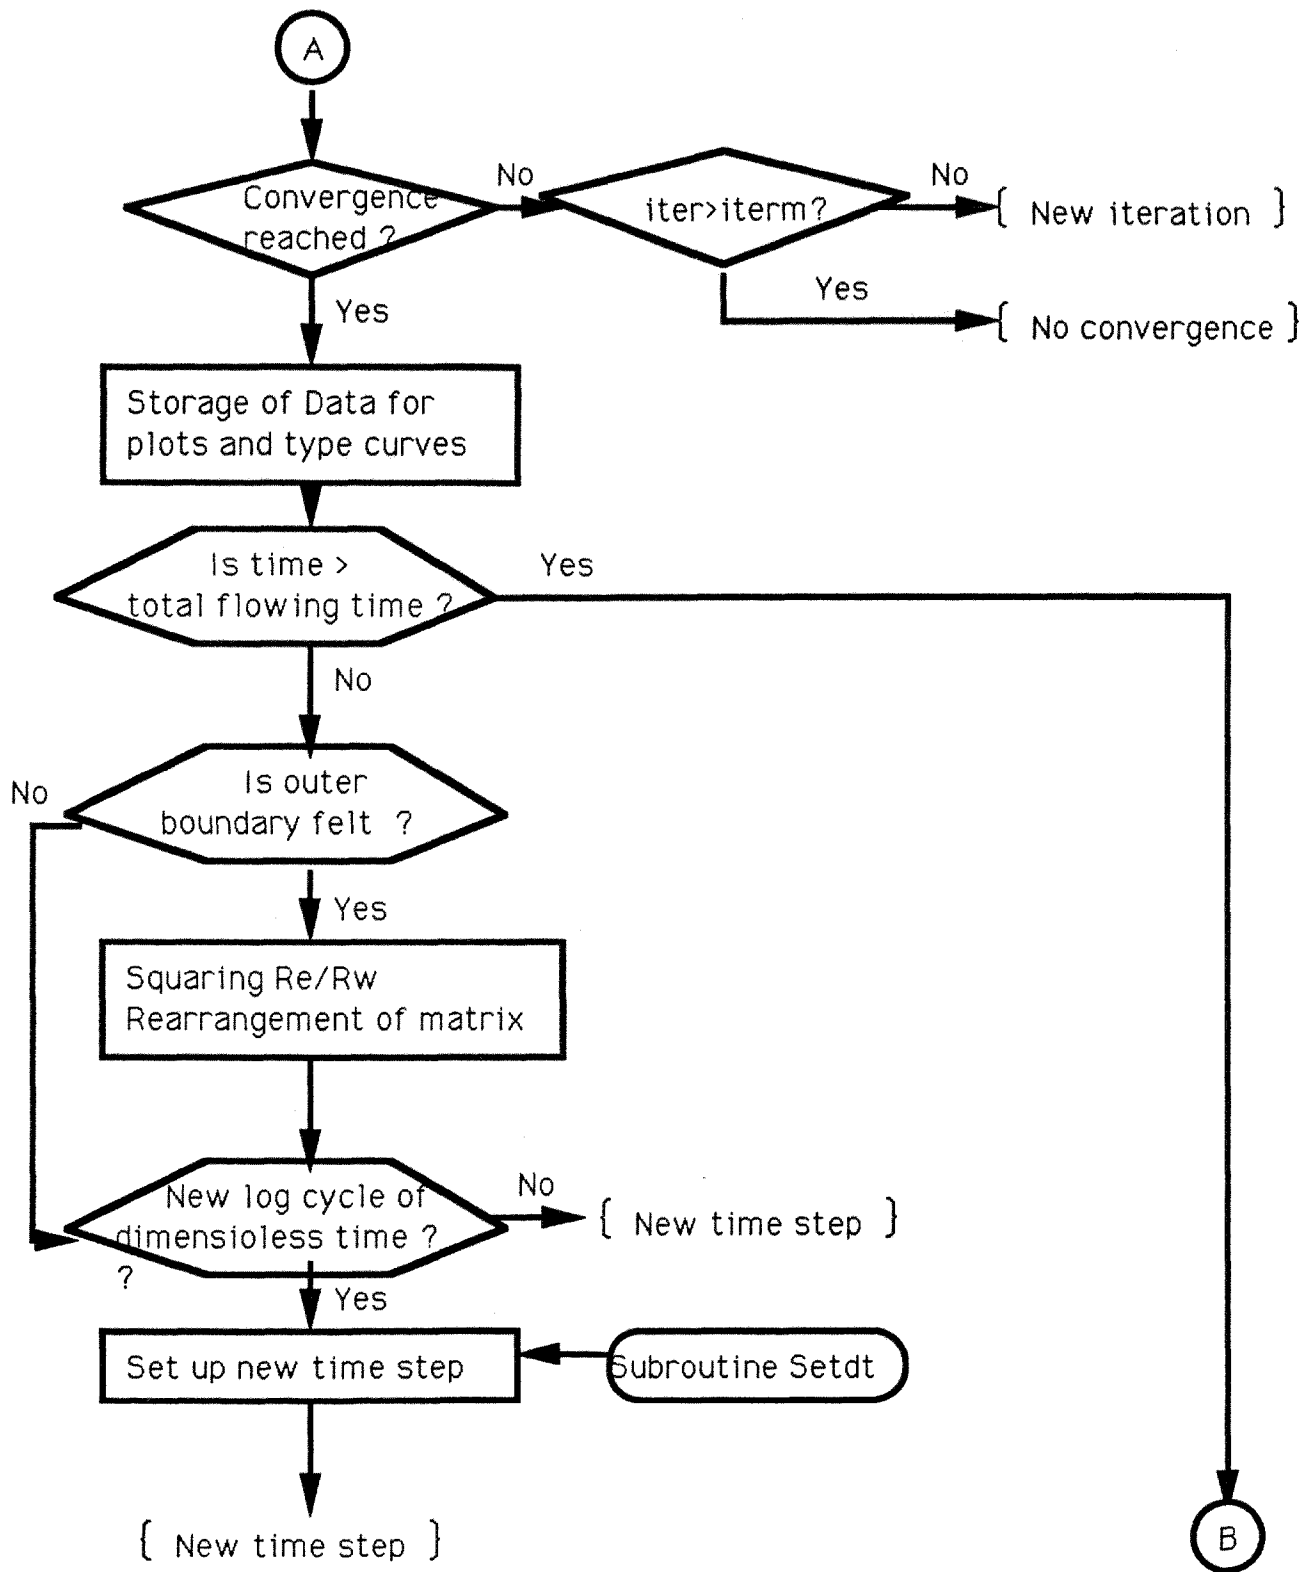 A
Convergence
reached ?
No
iter>iterm?
No
{ New iteration }
Yes
Yes
{ No convergence }
Storage of Data for
plots and type curves
Is time >
total flowing time ?
Yes
No
Is outer
boundary felt ?
No
Yes
Squaring Re/Rw
Rearrangement of matrix
New log cycle of
dimensioless time ?
?
No
{ New time step }
Yes
Set up new time step
Subroutine Setdt
{ New time step }
B